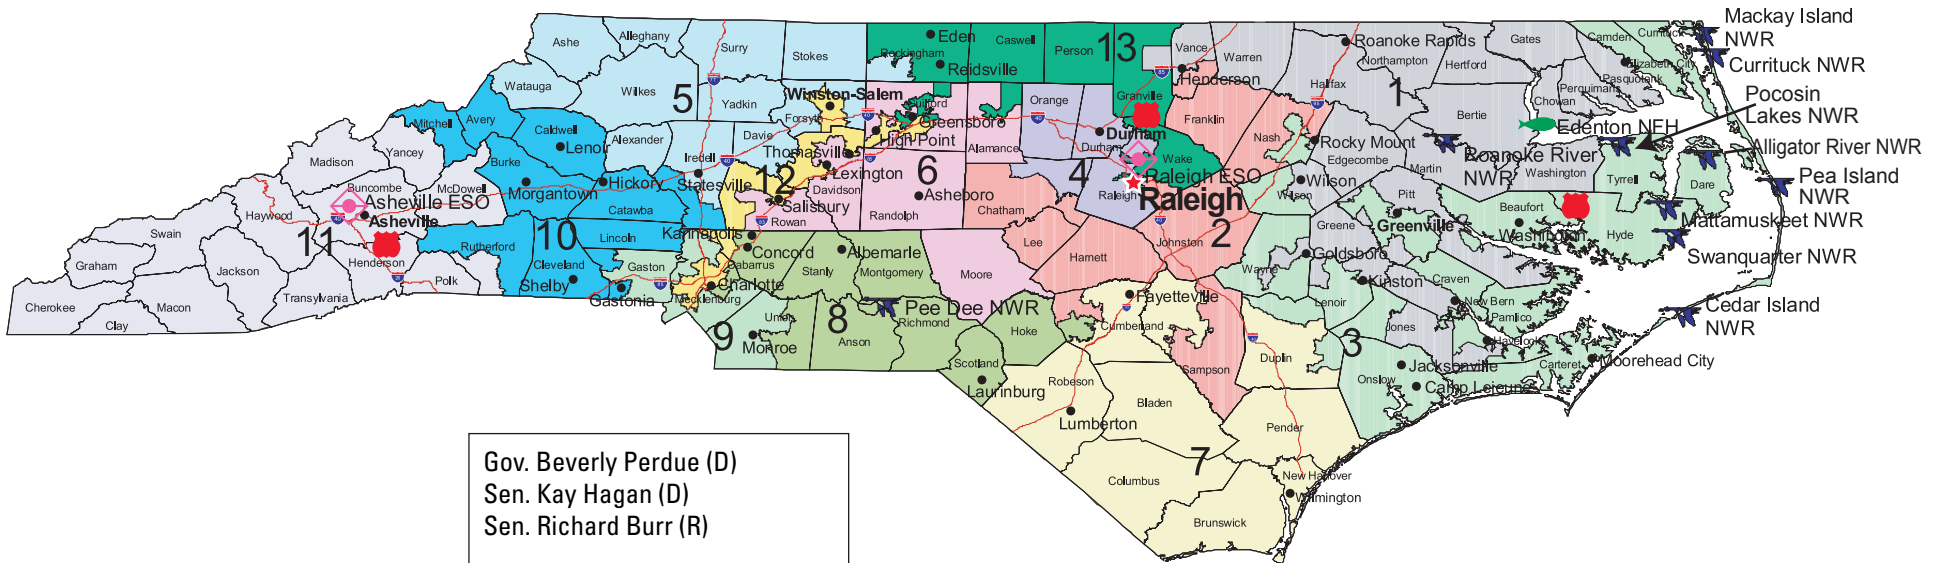 Mackay Island
NWR
Currituck NWR
Pocosin
Lakes NWR
Alligator River NWR
Pea Island
NWR
Mattamuskeet NWR
Swanquarter NWR
Cedar Island
NWR
Roanoke River
NWR
Edenton NFH
Pee Dee NWR
Raleigh ESO
Asheville ESO
Ashe
Alleghany
Surry
Stokes
Rockingham
Caswell
Person
Granville
Vance
Warren
Halifax
Northampton
Hertford
Gates
Camden
Currituck
Pasquotank
Perquimans
Chowan
Bertie
Watauga
Wilkes
Yadkin
Forsyth
Guilford
Orange
Durham
Franklin
Nash
Edgecombe
Martin
Washington
Tyrrell
Dare
Mitchell
Avery
Caldwell
Alexander
Iredell
Davie
Davidson
Alamance
Wake
Wilson
Pitt
Beaufort
Hyde
Madison
Yancey
Burke
Catawba
Rowan
Randolph
Chatham
Johnston
Greene
Haywood
Buncombe
McDowell
Rutherford
Lincoln
Cleveland
Gaston
Cabarrus
Stanly
Montgomery
Moore
Lee
Harnett
Wayne
Lenoir
Craven
Pamlico
Swain
Graham
Jackson
Henderson
Polk
Transylvania
Cherokee
Clay
Macon
Mecklenburg
Union
Anson
Richmond
Scotland
Hoke
Cumberland
Sampson
Duplin
Jones
Onslow
Carteret
Robeson
Bladen
Pender
Columbus
Brunswick
New Hanover
Eden
Reidsville
Henderson
Roanoke Rapids
Elizabeth City
Winston-Salem
Greensboro
High Point
Thomasville
Lexington
Durham
Raleigh
Raleigh
Rocky Mount
Wilson
Greenville
Washington
Lenoir
Hickory
Morgantown
Statesville
Salisbury
Asheboro
Asheville
Kannapolis
Concord
Albemarle
Shelby
Gastonia
Charlotte
Monroe
Laurinburg
Fayetteville
Lumberton
Goldsboro
Kinston
New Bern
Havelock
Jacksonville
Camp Lejeune
Moorehead City
Wilmington
1
2
3
4
5
6
7
8
9
10
11
12
13
Gov. Beverly Perdue (D)
Sen. Kay Hagan (D)
Sen. Richard Burr (R)